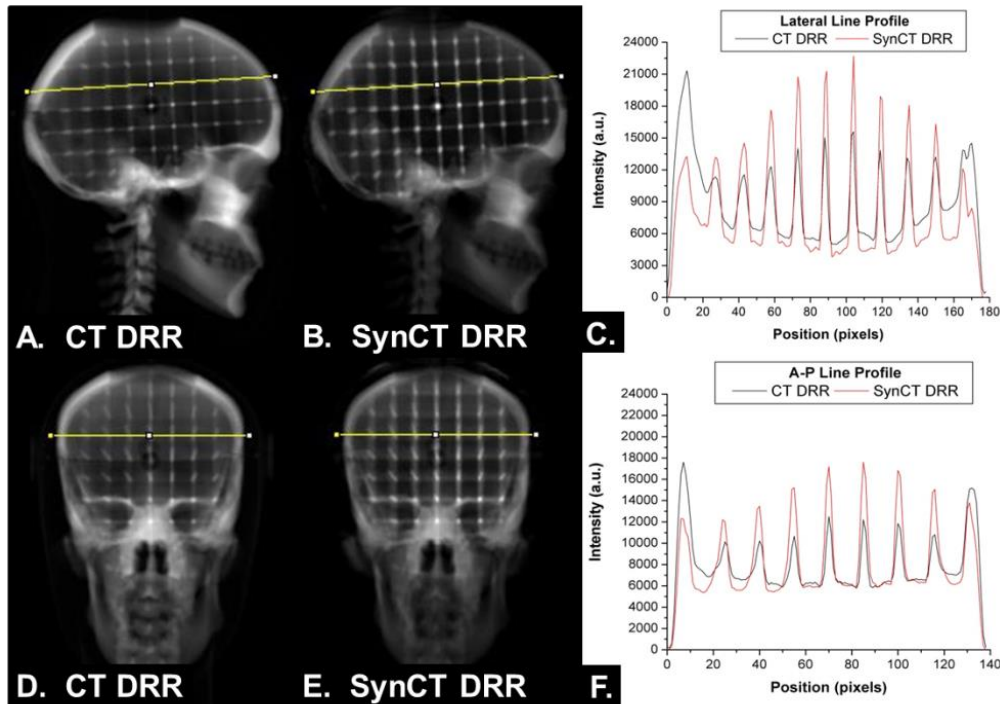 A. CT DRR
B. SynCT DRR
Lateral Line Profile
CT DRR SynCT DRR
24000
21000
18000
15000
12000
9000
6000
3000
0
Intensity (a.u.)
0 20 40 60 80 100 120 140 160 180
Position (pixels)
C.
D. CT DRR
E. SynCT DRR
A-P Line Profile
CT DRR SynCT DRR
24000
22000
20000
18000
16000
14000
12000
10000
8000
6000
4000
2000
0
Intensity (a.u.)
0 20 40 60 80 100 120 140
Position (pixels)
F.